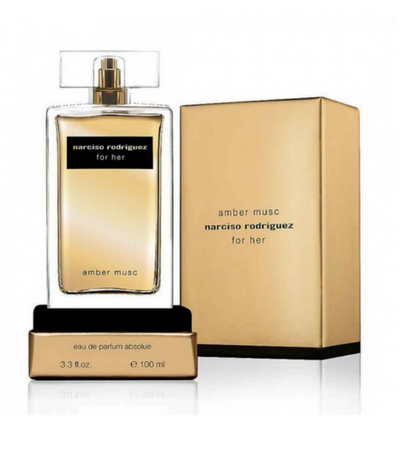 narciso rodriguez
for her
amber musc
eau de parfum absolue
3.3 fl.oz. ℮ 100 ml
amber musc
narciso rodriguez
for her